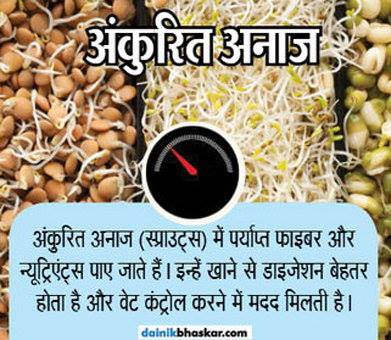 अंकुरित अनाज
अंकुरित अनाज (स्प्राउट्स) में पर्याप्त फाइबर और
न्यूट्रिएंट्स पाए जाते हैं। इन्हें खाने से डाइजेशन बेहतर
होता है और वेट कंट्रोल करने में मदद मिलती है।
dainikbhaskar.com